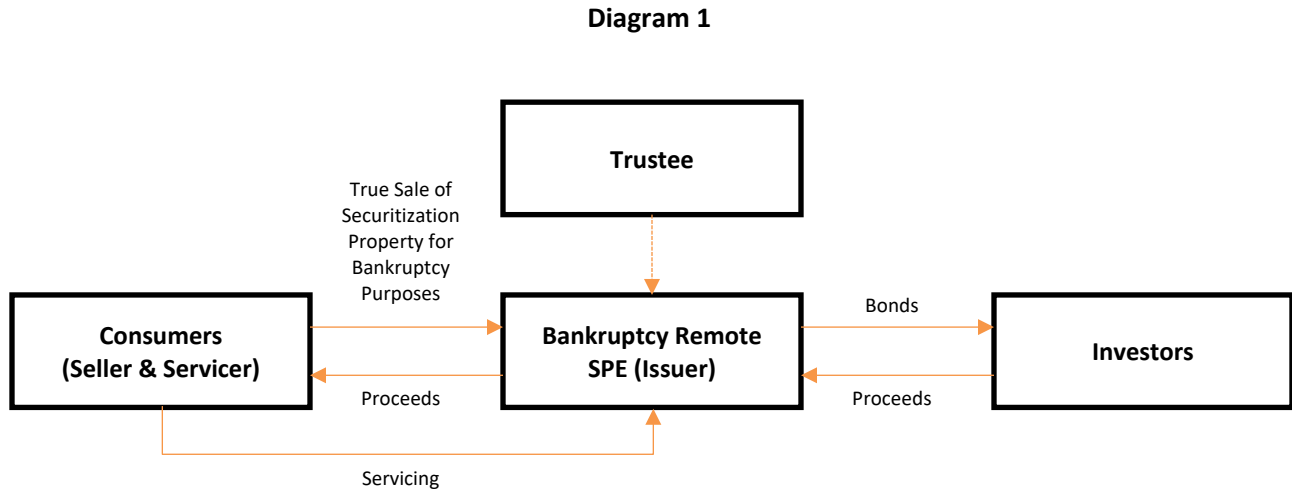 Diagram 1
Trustee
True Sale of
Securitization
Property for
Bankruptcy
Purposes
Consumers
(Seller & Servicer)
Bankruptcy Remote
SPE (Issuer)
Bonds
Investors
Proceeds
Proceeds
Servicing